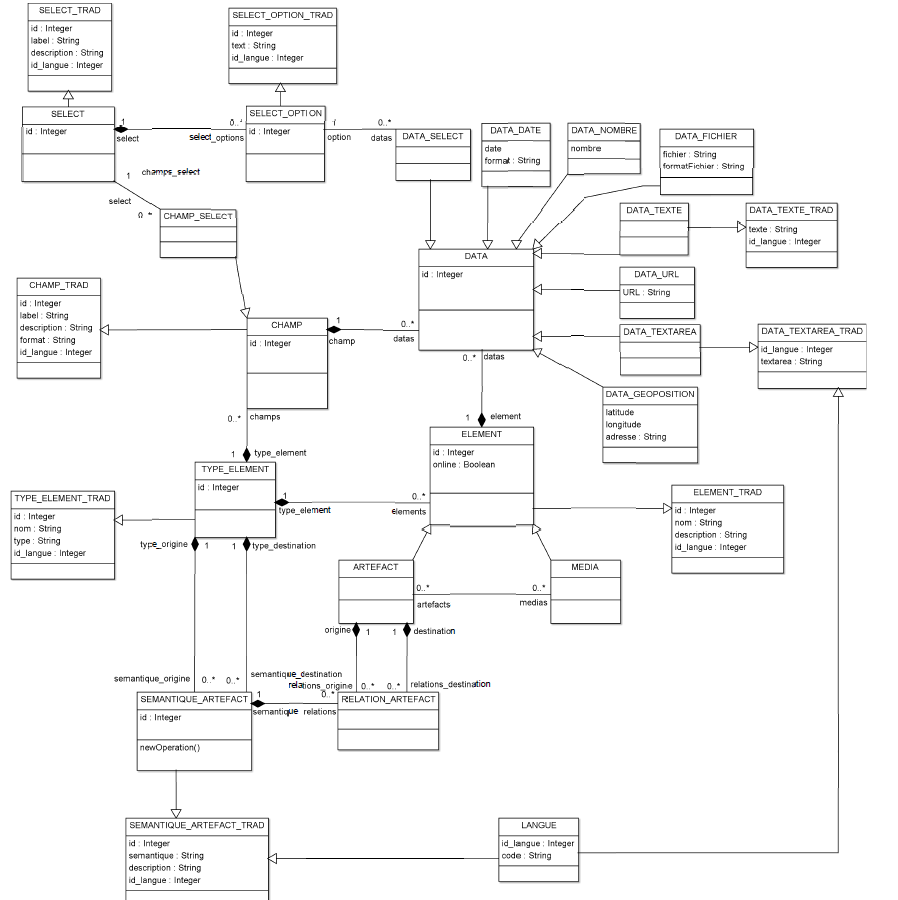 SELECT_TRAD
id : Integer
label : String
description : String
id_langue : Integer
SELECT_OPTION_TRAD
id : Integer
text : String
id_langue : Integer
SELECT
id : Integer
1
select
0..*
select_options
SELECT_OPTION
id : Integer
option
0..*
datas
DATA_SELECT
DATA_DATE
date
format : String
DATA_NOMBRE
nombre
DATA_FICHIER
fichier : String
formatFichier : String
1
champs_select
select
0..*
CHAMP_SELECT
DATA_TEXTE
DATA_TEXTE_TRAD
texte : String
id_langue : Integer
DATA
id : Integer
DATA_URL
URL : String
CHAMP_TRAD
id : Integer
label : String
description : String
format : String
id_langue : Integer
CHAMP
id : Integer
1
champ
0..*
datas
DATA_TEXTAREA
DATA_TEXTAREA_TRAD
id_langue : Integer
textarea : String
0..*
datas
DATA_GEOPOSITION
latitude
longitude
adresse : String
0..*
champs
1
element
ELEMENT
id : Integer
online : Boolean
1
type_element
TYPE_ELEMENT
id : Integer
1
type_element
0..*
elements
TYPE_ELEMENT_TRAD
id : Integer
nom : String
type : String
id_langue : Integer
ELEMENT_TRAD
id : Integer
nom : String
description : String
id_langue : Integer
type_origine
1
1
type_destination
ARTEFACT
MEDIA
0..*
artefacts
0..*
medias
origine
1
1
destination
semantique_origine
0..*
0..*
semantique_destination
relations_origine
0..*
0..*
relations_destination
SEMANTIQUE_ARTEFACT
id : Integer
newOperation()
1
semantique
0..*
relations
RELATION_ARTEFACT
SEMANTIQUE_ARTEFACT_TRAD
id : Integer
semantique : String
description : String
id_langue : Integer
LANGUE
id_langue : Integer
code : String